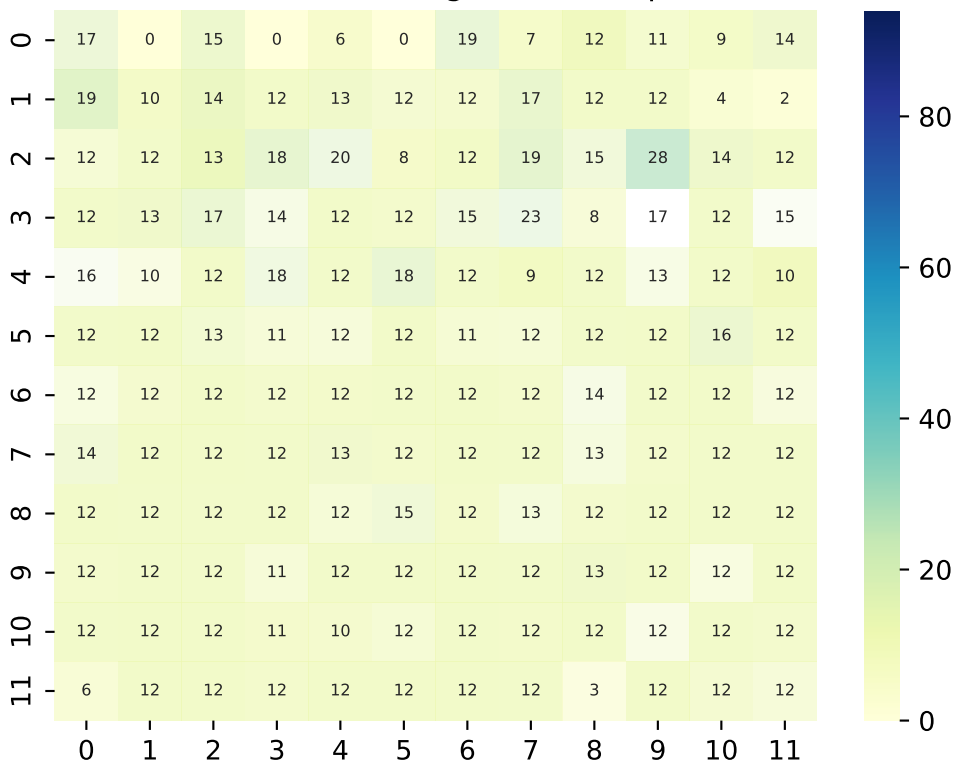 0 17 0 15 0 6 0 19 7 12 11 9 14
1 19 10 14 12 13 12 12 17 12 12 4 2
80
2 12 12 13 18 20 8 12 19 15 28 14 12
3 12 13 17 14 12 12 15 23 8 17 12 15
60
4 16 10 12 18 12 18 12 9 12 13 12 10
5 12 12 13 11 12 12 11 12 12 12 16 12
6 12 12 12 12 12 12 12 12 14 12 12 12
40
7 14 12 12 12 13 12 12 12 13 12 12 12
8 12 12 12 12 12 15 12 13 12 12 12 12
9 12 12 12 11 12 12 12 12 13 12 12 12
20
10 12 12 12 11 10 12 12 12 12 12 12 12
11 6 12 12 12 12 12 12 12 3 12 12 12
0
0 1 2 3 4 5 6 7 8 9 10 11